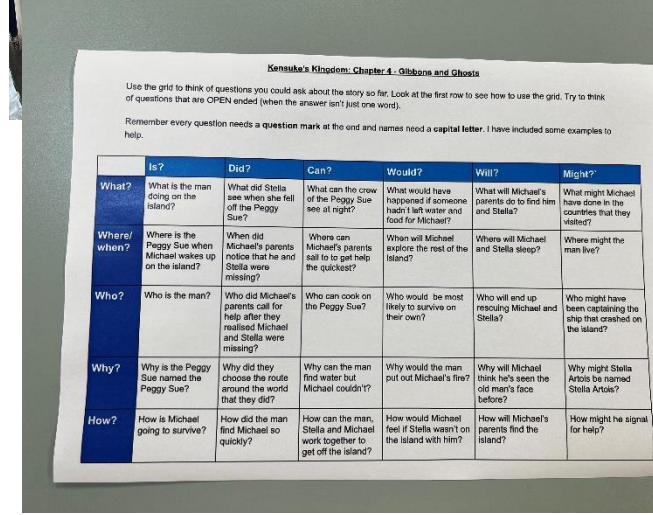 Kensuke's Kingdom: Chapter 4 - Gibbons and Ghosts
Use the grid to think of questions you could ask about the story so far. Look at the first row to see how to use the grid. Try to think
of questions that are OPEN ended (when the answer isn't just one word).
Remember every question needs a question mark at the end and names need a capital letter. I have included some examples to
help.
Is?
Did?
Can?
Would?
Will?
Might?
What?
What is the man
doing on the
island?
What did Stella
see when she fell
off the Peggy
Sue?
What can the crow
of the Peggy Sue
see at night?
What would have
happened if someone
hadn't left water and
food for Michael?
What will Michael's
parents do to find him
and Stella?
What might Michael
have done in the
countries that they
visited?
Where/
when?
Where is the
Peggy Sue when
Michael wakes up
on the island?
When did
Michael's parents
notice that he and
Stella were
missing?
Where can
Michael's parents
sail to to get help
the quickest?
When will Michael
explore the rest of the
island?
Where will Michael
and Stella sleep?
Where might the
man live?
Who?
Who is the man?
Who did Michael's
parents call for
help after they
realised Michael
and Stella were
missing?
Who can cook on
the Peggy Sue?
Who would be most
likely to survive on
their own?
Who will end up
rescuing Michael and
Stella?
Who might have
been captaining the
ship that crashed on
the island?
Why?
Why is the Peggy
Sue named the
Peggy Sue?
Why did they
choose the route
around the world
that they did?
Why can the man
find water but
Michael couldn't?
Why would the man
put out Michael's fire?
Why will Michael
think he's seen the
old man's face
before?
Why might Stella
Artois be named
Stella Artois?
How?
How is Michael
going to survive?
How did the man
find Michael so
quickly?
How can the man,
Stella and Michael
work together to
get off the island?
How would Michael
feel if Stella wasn't on
the island with him?
How will Michael's
parents find the
island?
How might he signal
for help?